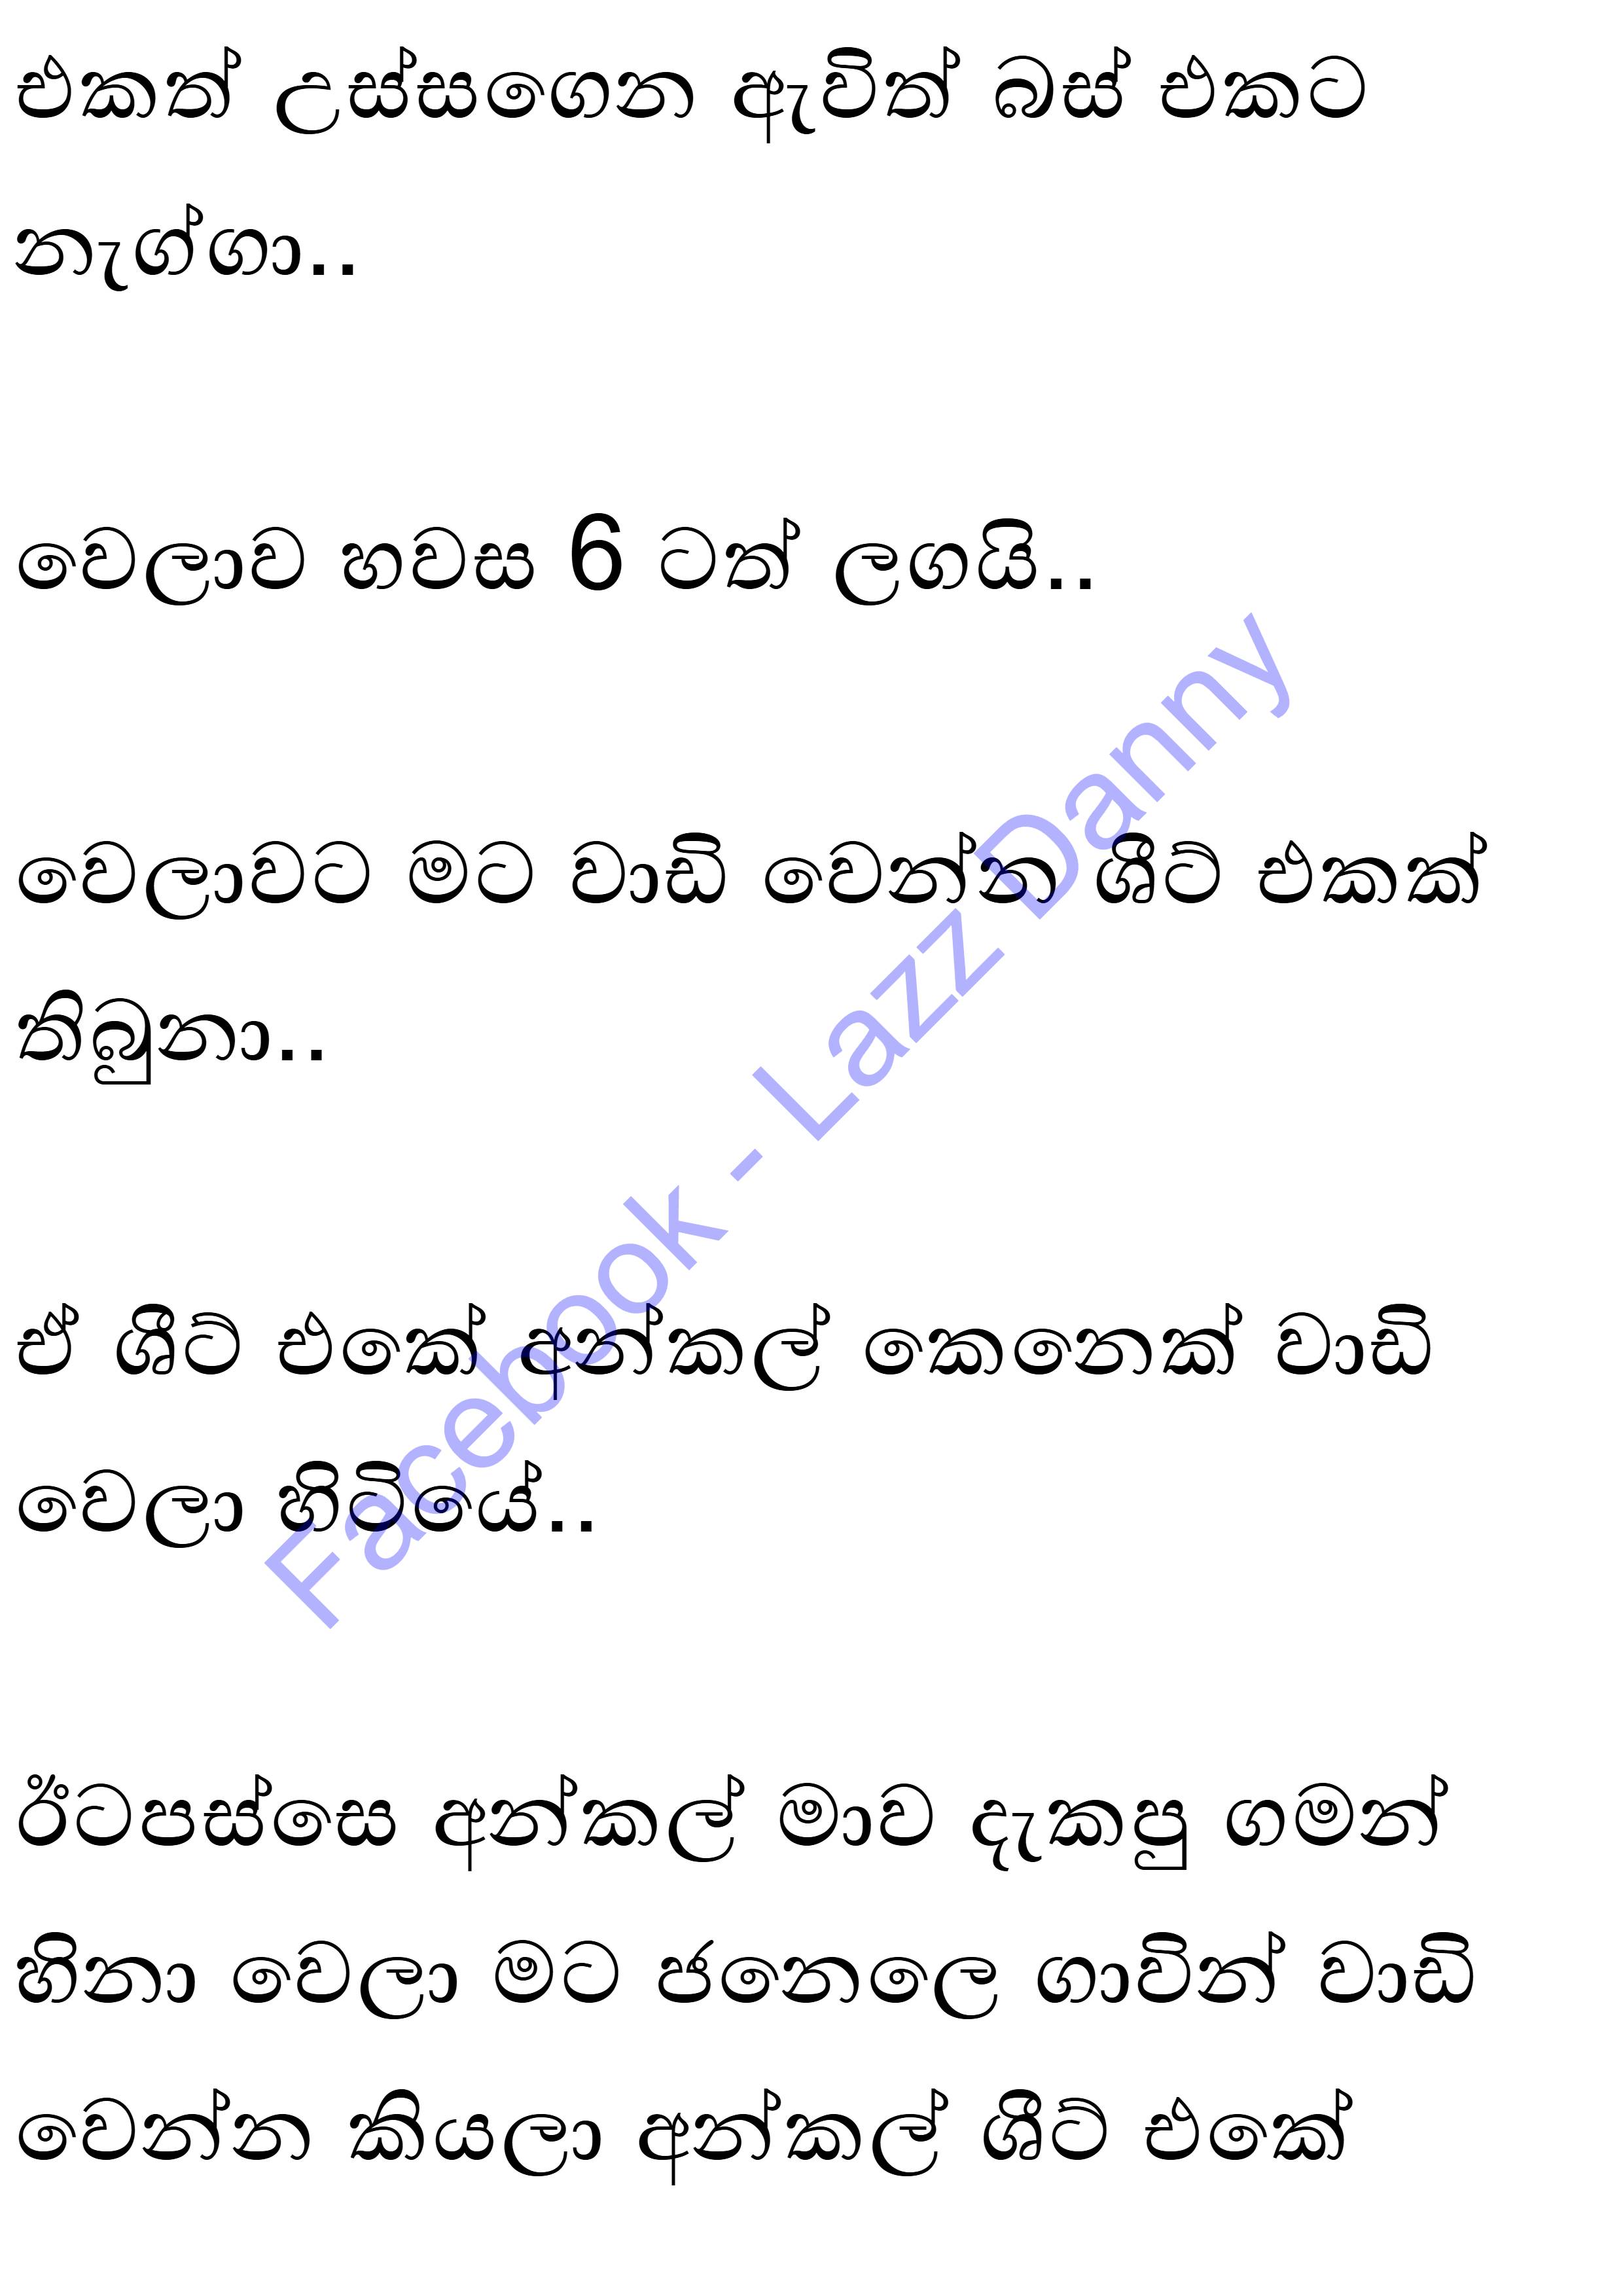 එකත් උස්සගෙන ඇවිත් බස් එකට
නැග්ගා..
වෙලාව හවස 6 ටත් ලගයි..
වෙලාවට මට වාඩි වෙන්න ශීට් එකක්
තිබුනා..
ඒ ශීට් එකේ අන්කල් කෙනෙක් වාඩි
වෙලා හිටියේ..
ඊටපස්සෙ අන්කල් මාව දැකපු ගමන්
හිනා වෙලා මට ජනෙලෙ ගාවින් වාඩි
වෙන්න කියලා අන්කල් ශීට් එකේ
Facebook - Lazz Danny